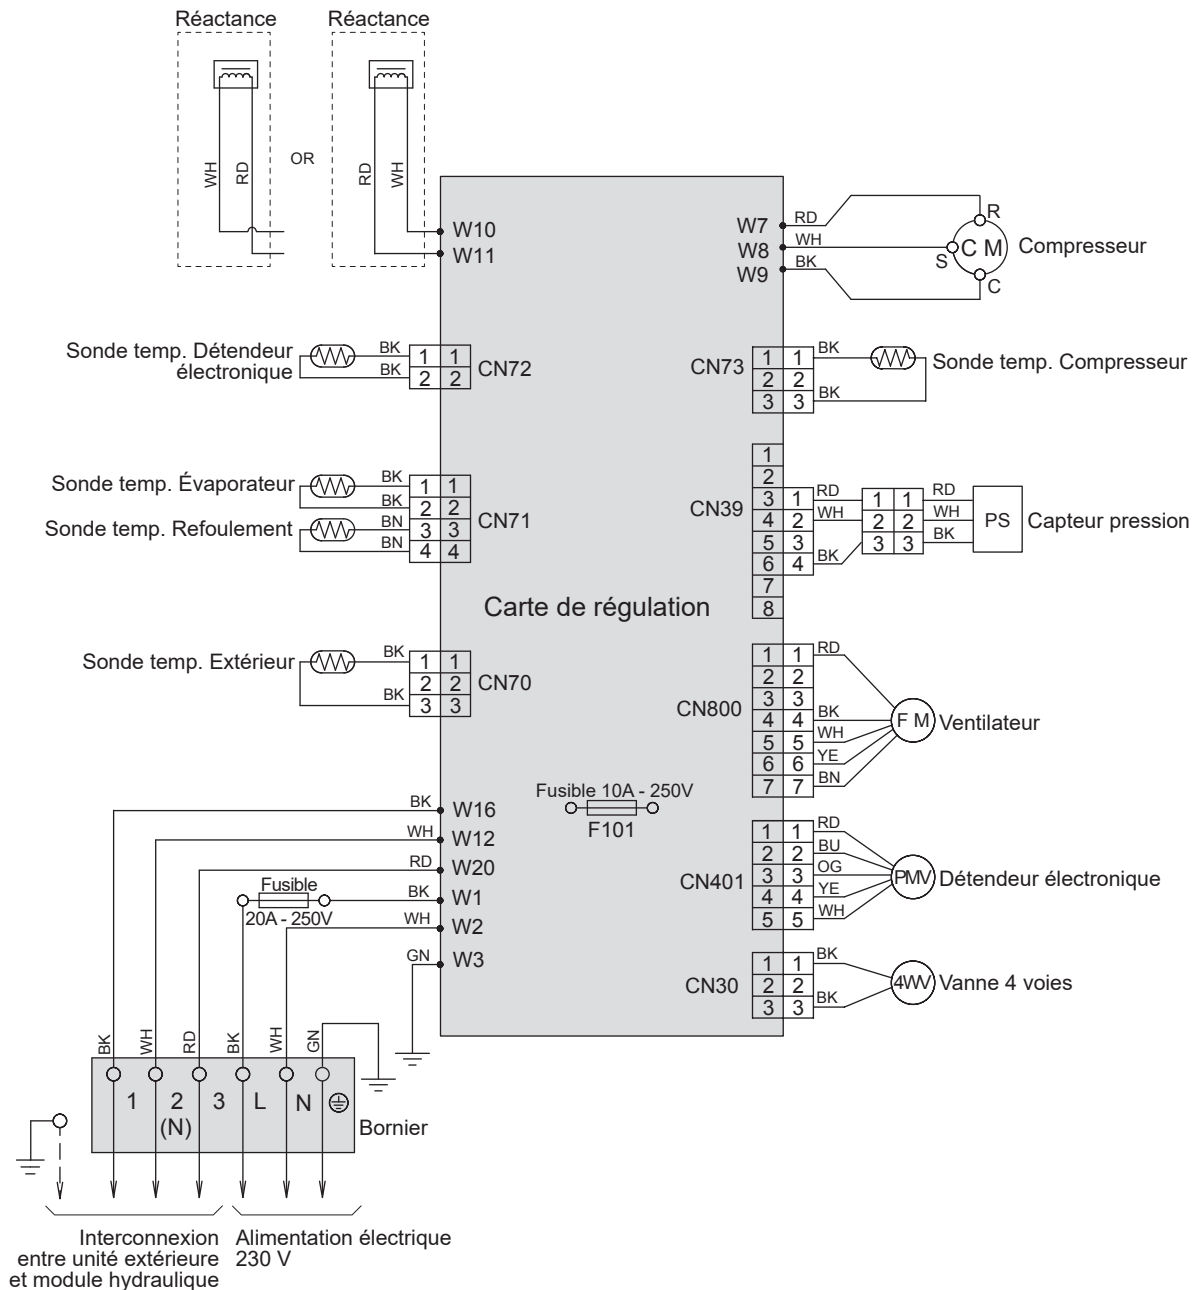 Réactance
Réactance
WH
RD
OR
RD
WH
W10
W11
W7
W8
W9
RD
WH
BK
R
S
C M
C
Compresseur
Sonde temp. Détendeur
électronique
BK
BK
1 1
2 2
CN72
CN73
1 1
2 2
3 3
BK
BK
Sonde temp. Compresseur
Sonde temp. Évaporateur
Sonde temp. Refoulement
BK
BK
BN
BN
1 1
2 2
3 3
4 4
CN71
CN39
1
2
3 1
4 2
5 3
6 4
7
8
RD
WH
BK
1 1
2 2
3 3
RD
WH
BK
PS
Capteur pression
Carte de régulation
Sonde temp. Extérieur
BK
BK
1 1
2 2
3 3
CN70
CN800
1 1
2 2
3 3
4 4
5 5
6 6
7 7
RD
BK
WH
YE
BN
F M
Ventilateur
Fusible 10A - 250V
F101
BK
W16
WH
W12
RD
W20
Fusible
20A - 250V
BK
W1
WH
W2
GN
W3
CN401
1 1
2 2
3 3
4 4
5 5
RD
BU
OG
YE
WH
PMV
Détendeur électronique
CN30
1 1
2 2
3 3
BK
BK
4WV
Vanne 4 voies
BK
WH
RD
BK
WH
GN
1
2
(N)
3
L
N
Bornier
Interconnexion
entre unité extérieure
et module hydraulique
Alimentation électrique
230 V